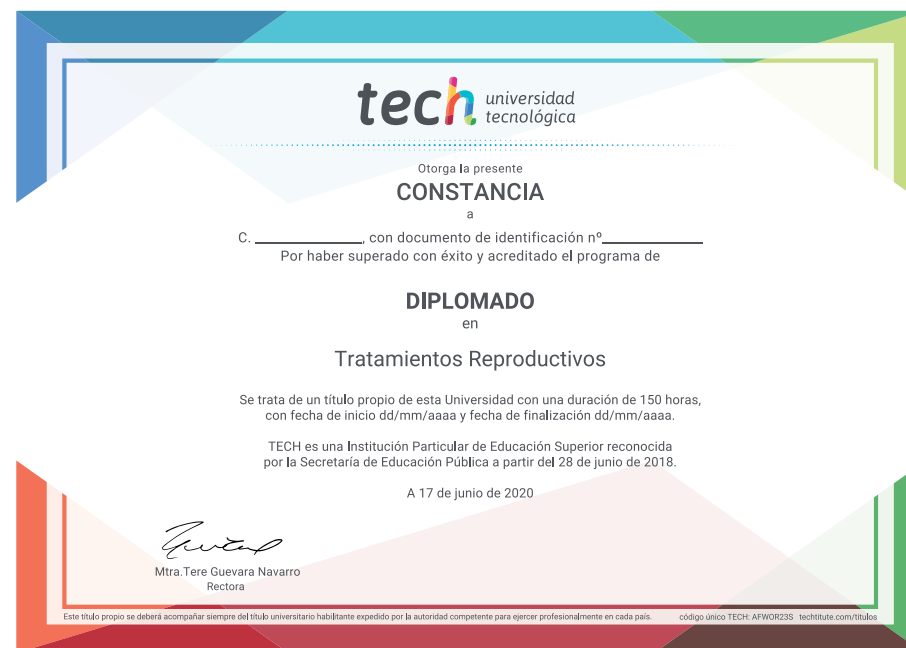 tech universidad
tecnológica
Otorga la presente
CONSTANCIA
a
C. ______________, con documento de identificación nº_____________
Por haber superado con éxito y acreditado el programa de
DIPLOMADO
en
Tratamientos Reproductivos
Se trata de un título propio de esta Universidad con una duración de 150 horas,
con fecha de inicio dd/mm/aaaa y fecha de finalización dd/mm/aaaa.
TECH es una Institución Particular de Educación Superior reconocida
por la Secretaría de Educación Pública a partir del 28 de junio de 2018.
A 17 de junio de 2020
Mtra.Tere Guevara Navarro
Rectora
Este título propio se deberá acompañar siempre del título universitario habilitante expedido por la autoridad competente para ejercer profesionalmente en cada país. código único TECH: AFWOR23S techtitute.com/titulos